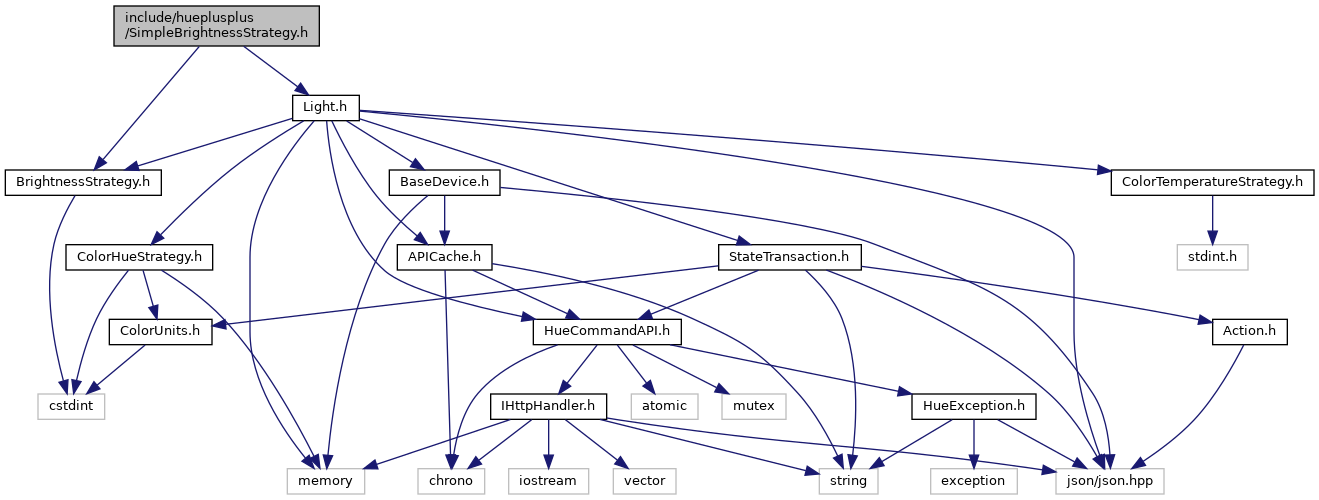 include/hueplusplus
/SimpleBrightnessStrategy.h
Light.h
BrightnessStrategy.h
BaseDevice.h
ColorTemperatureStrategy.h
ColorHueStrategy.h
APICache.h
StateTransaction.h
stdint.h
ColorUnits.h
HueCommandAPI.h
Action.h
cstdint
IHttpHandler.h
atomic
mutex
HueException.h
memory
chrono
iostream
vector
string
exception
json/json.hpp